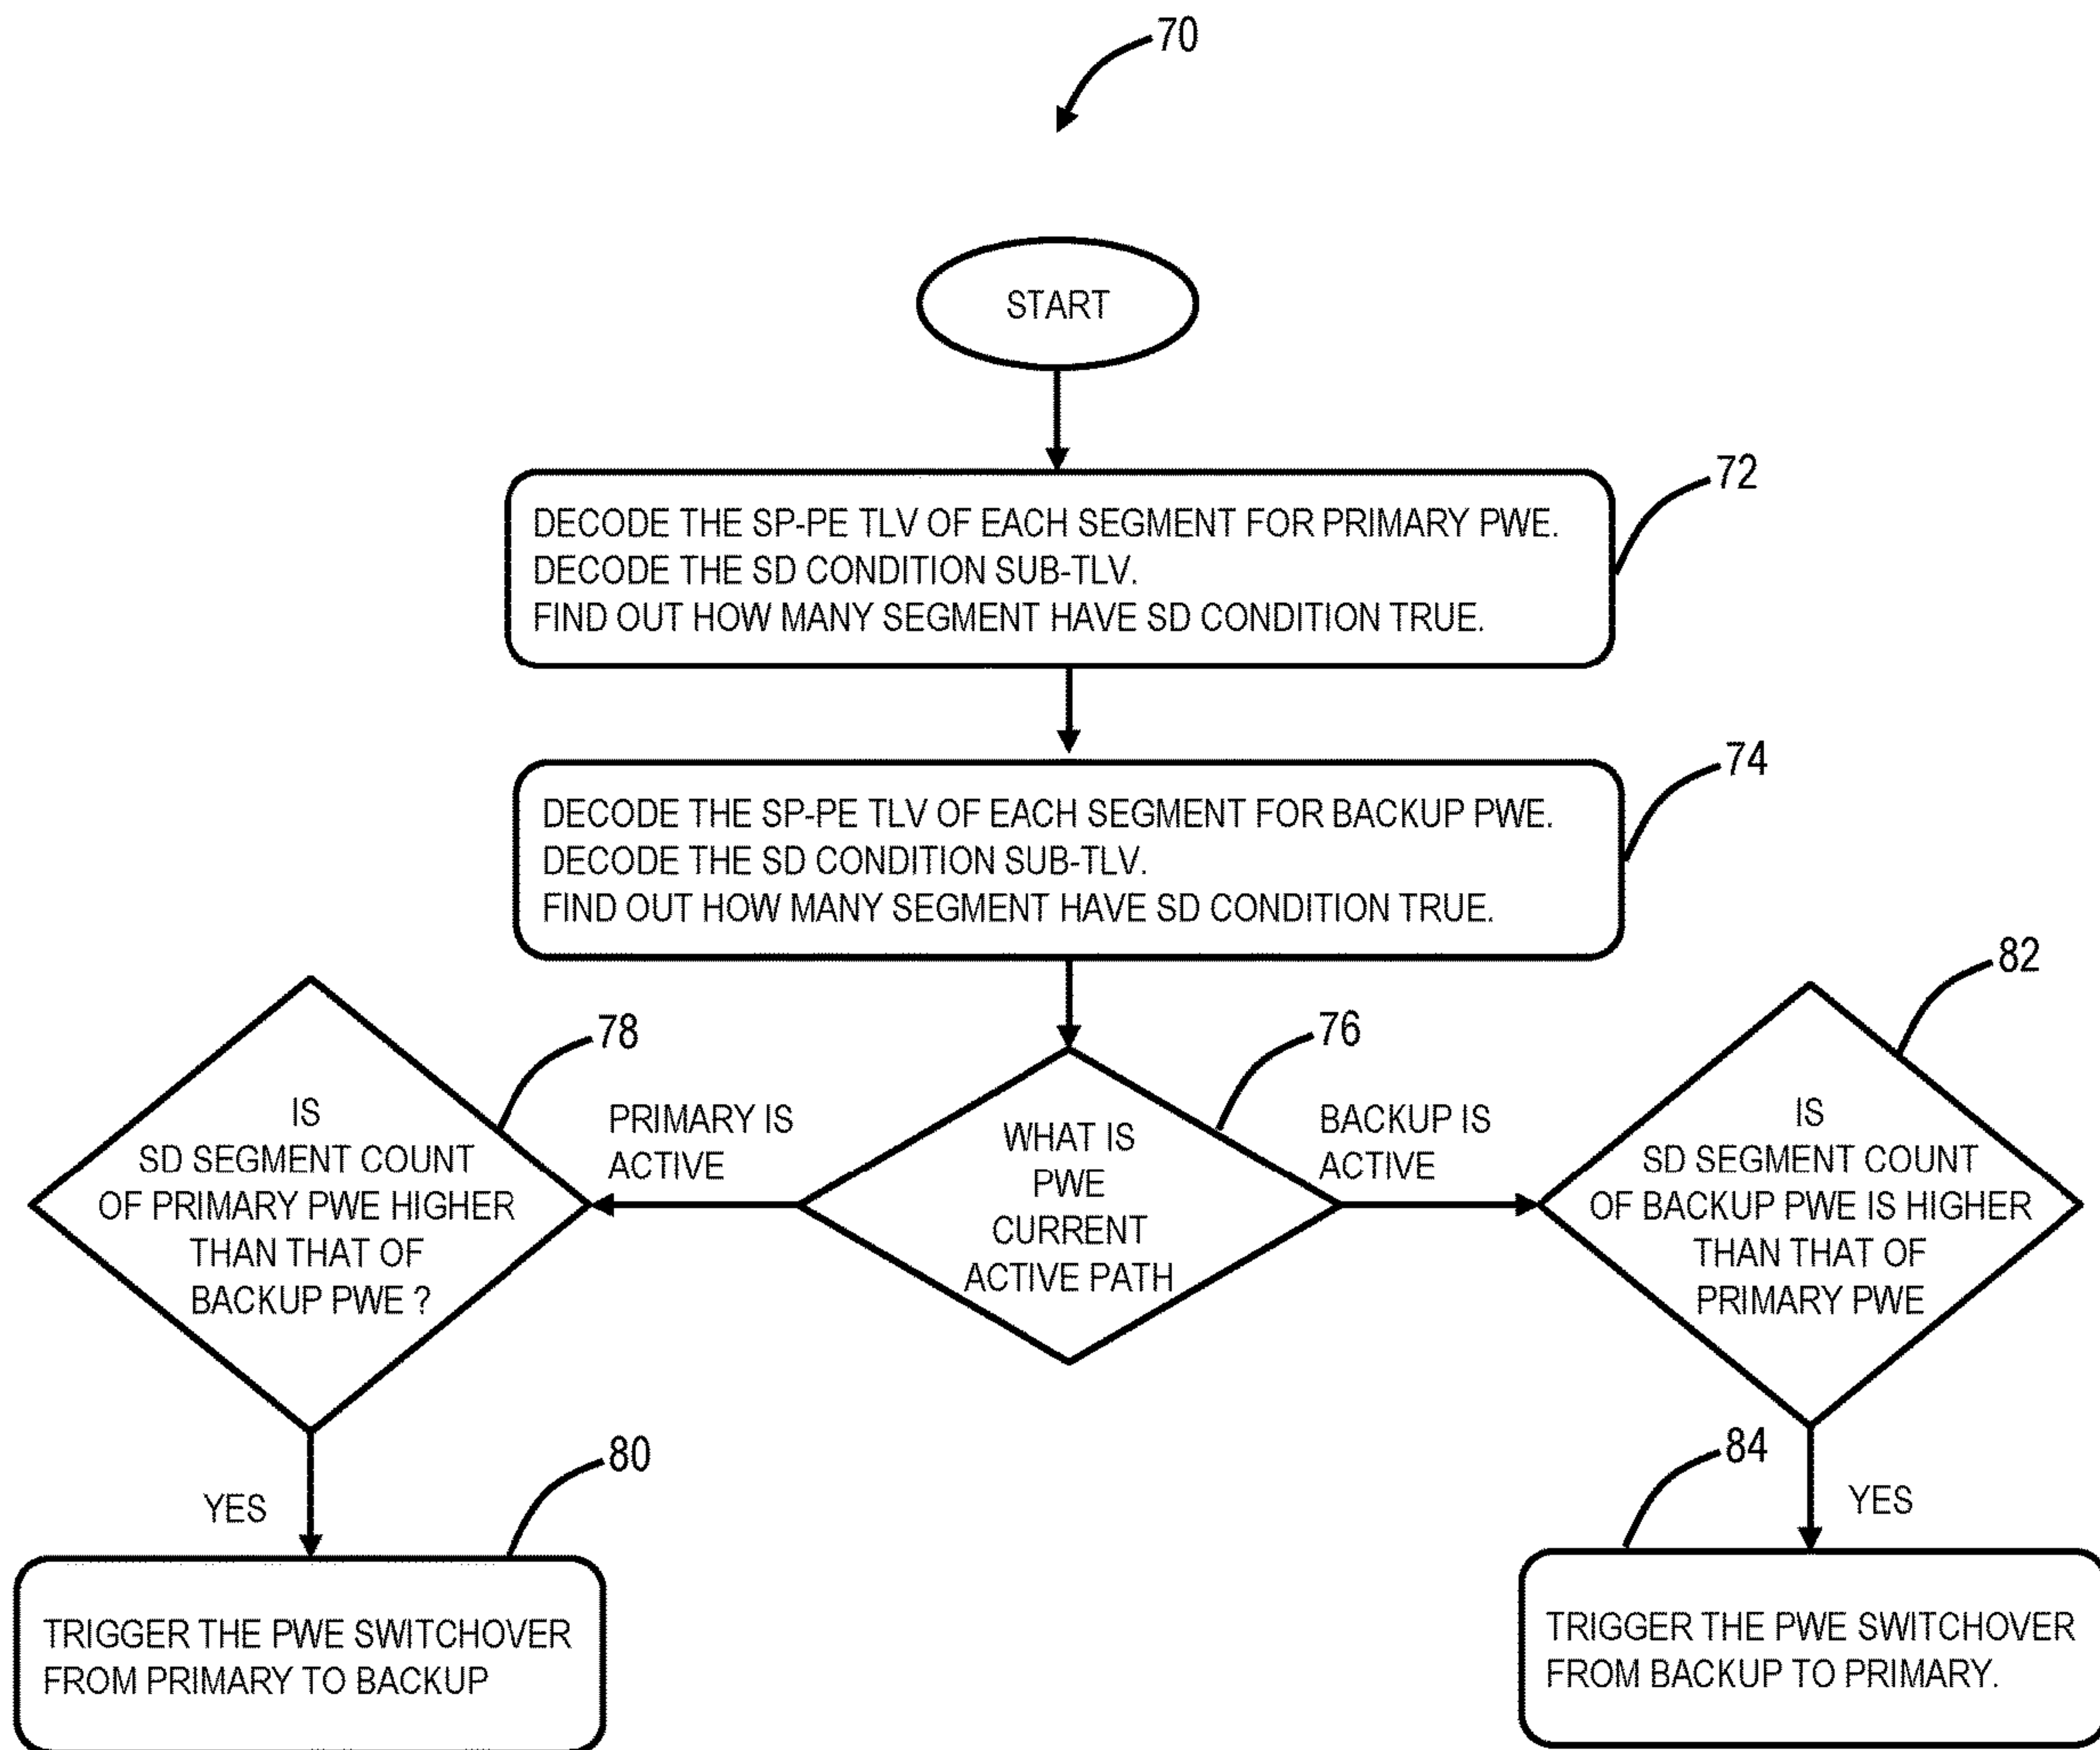 70
START
72
DECODE THE SP-PE TLV OF EACH SEGMENT FOR PRIMARY PWE.
DECODE THE SD CONDITION SUB-TLV.
FIND OUT HOW MANY SEGMENT HAVE SD CONDITION TRUE.
74
DECODE THE SP-PE TLV OF EACH SEGMENT FOR BACKUP PWE.
DECODE THE SD CONDITION SUB-TLV.
FIND OUT HOW MANY SEGMENT HAVE SD CONDITION TRUE.
76
WHAT IS
PWE
CURRENT
ACTIVE PATH
PRIMARY IS
ACTIVE
BACKUP IS
ACTIVE
78
IS
SD SEGMENT COUNT
OF PRIMARY PWE HIGHER
THAN THAT OF
BACKUP PWE ?
YES
80
TRIGGER THE PWE SWITCHOVER
FROM PRIMARY TO BACKUP
82
IS
SD SEGMENT COUNT
OF BACKUP PWE IS HIGHER
THAN THAT OF
PRIMARY PWE
YES
84
TRIGGER THE PWE SWITCHOVER
FROM BACKUP TO PRIMARY.